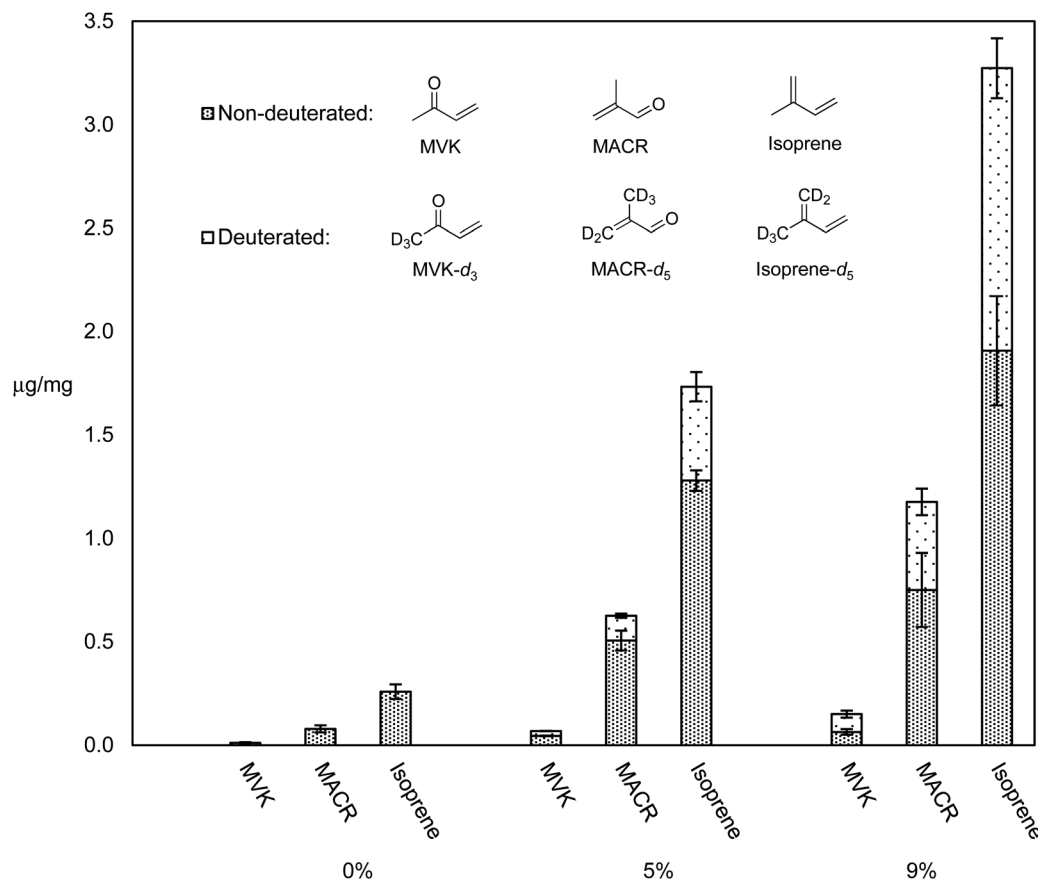 3.5
3.0
2.5
2.0
1.5
1.0
0.5
0.0
μg/mg
Non-deuterated:
O
MVK
O
MACR
Isoprene
Deuterated:
O
D3C
MVK-d3
CD3
D2C
O
MACR-d5
CD2
D3C
Isoprene-d5
MVK
MACR
Isoprene
MVK
MACR
Isoprene
MVK
MACR
Isoprene
0%
5%
9%